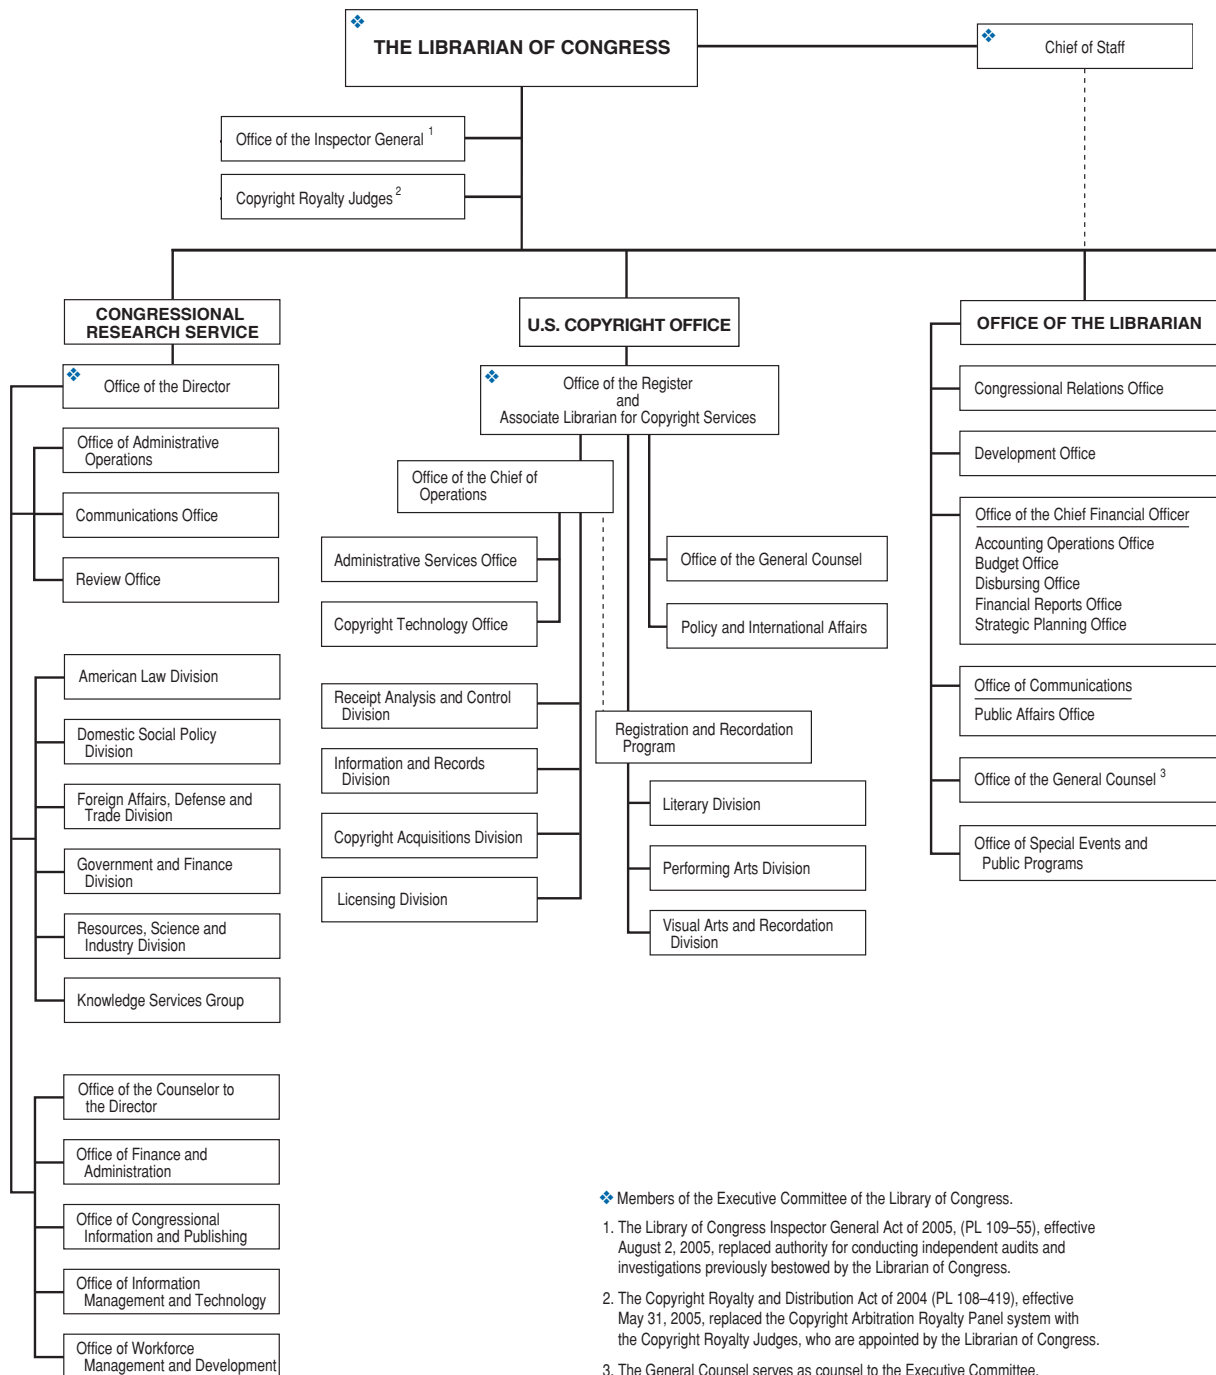 ❖
THE LIBRARIAN OF CONGRESS
❖
Chief of Staff
Office of the Inspector General 1
Copyright Royalty Judges 2
CONGRESSIONAL
RESEARCH SERVICE
❖
Office of the Director
Office of Administrative
Operations
Communications Office
Review Office
American Law Division
Domestic Social Policy
Division
Foreign Affairs, Defense and
Trade Division
Government and Finance
Division
Resources, Science and
Industry Division
Knowledge Services Group
Office of the Counselor to
the Director
Office of Finance and
Administration
Office of Congressional
Information and Publishing
Office of Information
Management and Technology
Office of Workforce
Management and Development
U.S. COPYRIGHT OFFICE
❖
Office of the Register
and
Associate Librarian for Copyright Services
Office of the Chief of
Operations
Administrative Services Office
Copyright Technology Office
Receipt Analysis and Control
Division
Information and Records
Division
Copyright Acquisitions Division
Licensing Division
Office of the General Counsel
Policy and International Affairs
Registration and Recordation
Program
Literary Division
Performing Arts Division
Visual Arts and Recordation
Division
OFFICE OF THE LIBRARIAN
Congressional Relations Office
Development Office
Office of the Chief Financial Officer
Accounting Operations Office
Budget Office
Disbursing Office
Financial Reports Office
Strategic Planning Office
Office of Communications
Public Affairs Office
Office of the General Counsel 3
Office of Special Events and
Public Programs
❖ Members of the Executive Committee of the Library of Congress.
1. The Library of Congress Inspector General Act of 2005, (PL 109–55), effective
August 2, 2005, replaced authority for conducting independent audits and
investigations previously bestowed by the Librarian of Congress.
2. The Copyright Royalty and Distribution Act of 2004 (PL 108–419), effective
May 31, 2005, replaced the Copyright Arbitration Royalty Panel system with
the Copyright Royalty Judges, who are appointed by the Librarian of Congress.
3. The General Counsel serves as counsel to the Executive Committee.